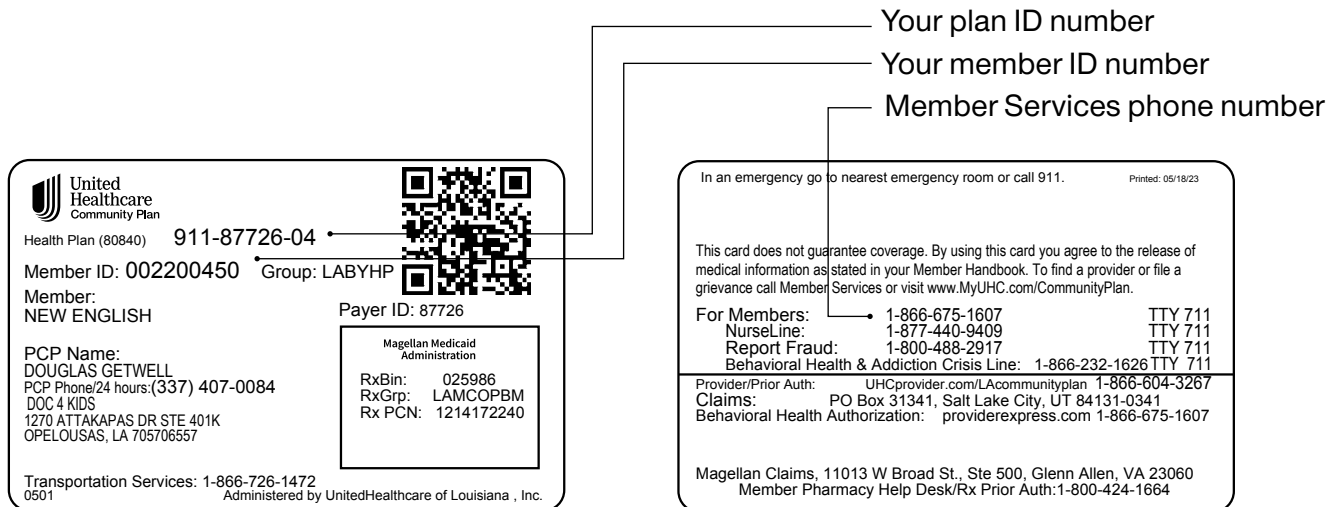 Your plan ID number
Your member ID number
Member Services phone number
United
Healthcare
Community Plan
Health Plan (80840) 911-87726-04
Member ID: 002200450 Group: LABYHP
Member:
NEW ENGLISH
Payer ID: 87726
PCP Name:
DOUGLAS GETWELL
PCP Phone/24 hours:(337) 407-0084
DOC 4 KIDS
1270 ATTAKAPAS DR STE 401K
OPELOUSAS, LA 705706557
Magellan Medicaid
Administration
RxBin: 025986
RxGrp: LAMCOPBM
Rx PCN: 1214172240
Transportation Services: 1-866-726-1472
0501 Administered by UnitedHealthcare of Louisiana , Inc.
In an emergency go to nearest emergency room or call 911. Printed: 05/18/23
This card does not guarantee coverage. By using this card you agree to the release of
medical information as stated in your Member Handbook. To find a provider or file a
grievance call Member Services or visit www.MyUHC.com/CommunityPlan.
For Members: 1-866-675-1607 TTY 711
NurseLine: 1-877-440-9409 TTY 711
Report Fraud: 1-800-488-2917 TTY 711
Behavioral Health & Addiction Crisis Line: 1-866-232-1626 TTY 711
Provider/Prior Auth: UHCprovider.com/LAcommunityplan 1-866-604-3267
Claims: PO Box 31341, Salt Lake City, UT 84131-0341
Behavioral Health Authorization: providerexpress.com 1-866-675-1607
Magellan Claims, 11013 W Broad St., Ste 500, Glenn Allen, VA 23060
Member Pharmacy Help Desk/Rx Prior Auth:1-800-424-1664